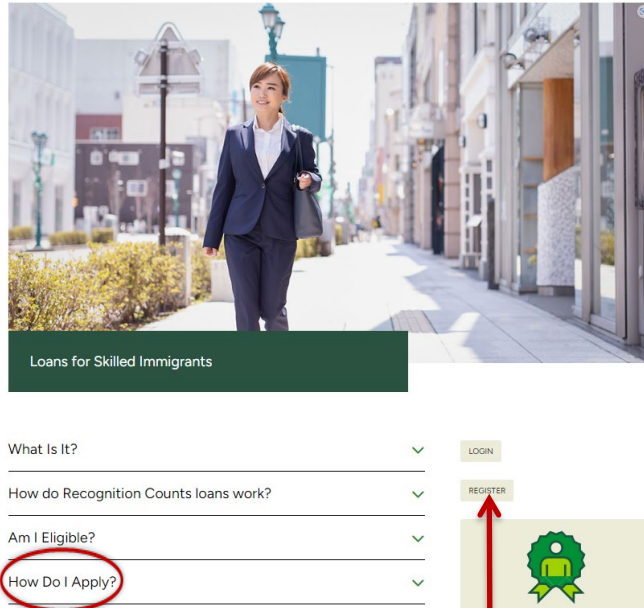 Loans for Skilled Immigrants
What Is It?
How do Recognition Counts loans work?
Am I Eligible?
How Do I Apply?
LOGIN
REGISTER